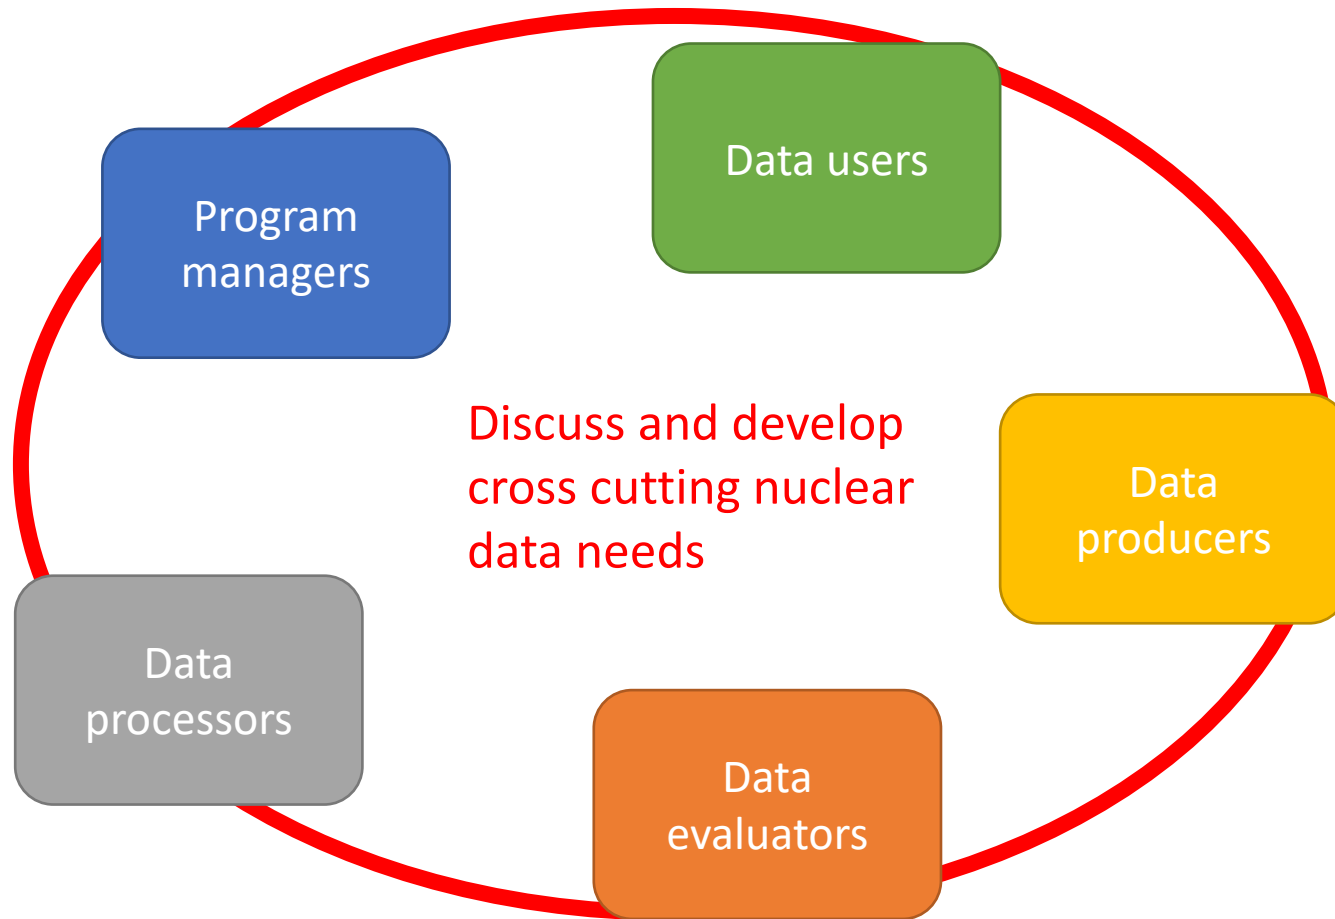 Data users
Program
managers
Discuss and develop
cross cutting nuclear
data needs
Data
producers
Data
processors
Data
evaluators